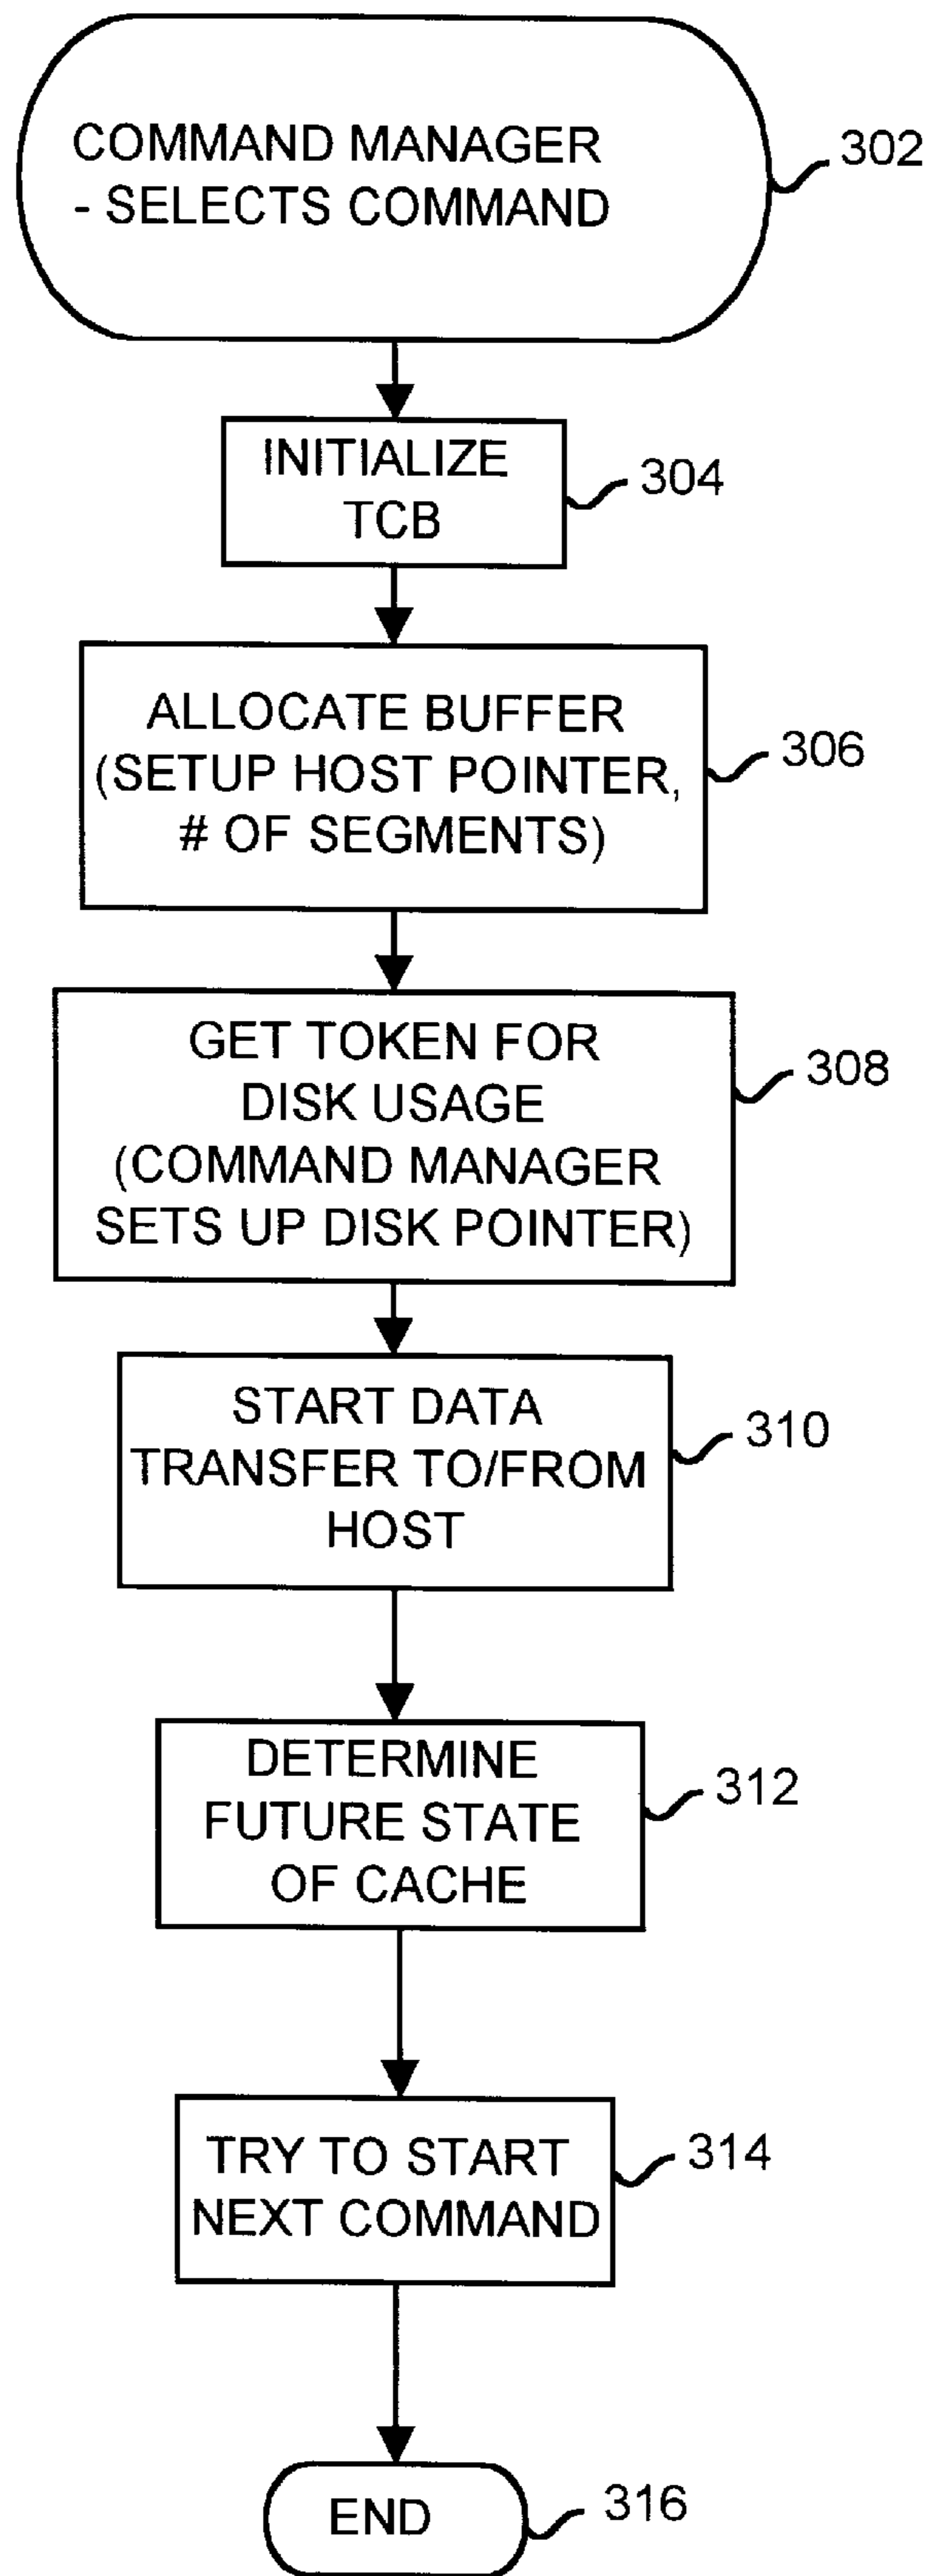 COMMAND MANAGER
- SELECTS COMMAND
302
INITIALIZE
TCB
304
ALLOCATE BUFFER
(SETUP HOST POINTER,
# OF SEGMENTS)
306
GET TOKEN FOR
DISK USAGE
(COMMAND MANAGER
SETS UP DISK POINTER)
308
START DATA
TRANSFER TO/FROM
HOST
310
DETERMINE
FUTURE STATE
OF CACHE
312
TRY TO START
NEXT COMMAND
314
END
316